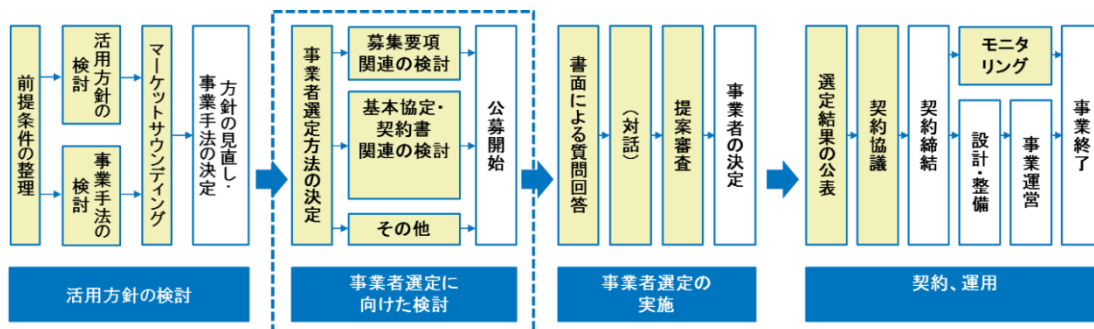 前提条件の整理
活用方針の
検討
事業手法の
検討
マーケットサウンディング
方針の見直し・
事業手法の決定
活用方針の検討
事業者選定方法の決定
募集要項
関連の検討
基本協定・
契約書
関連の検討
その他
公募開始
事業者選定に
向けた検討
書面による質問回答
(対話)
提案審査
事業者の決定
事業者選定の
実施
選定結果の公表
契約協議
契約締結
モニタ
リング
設計・整備
事業運営
事業終了
契約、運用